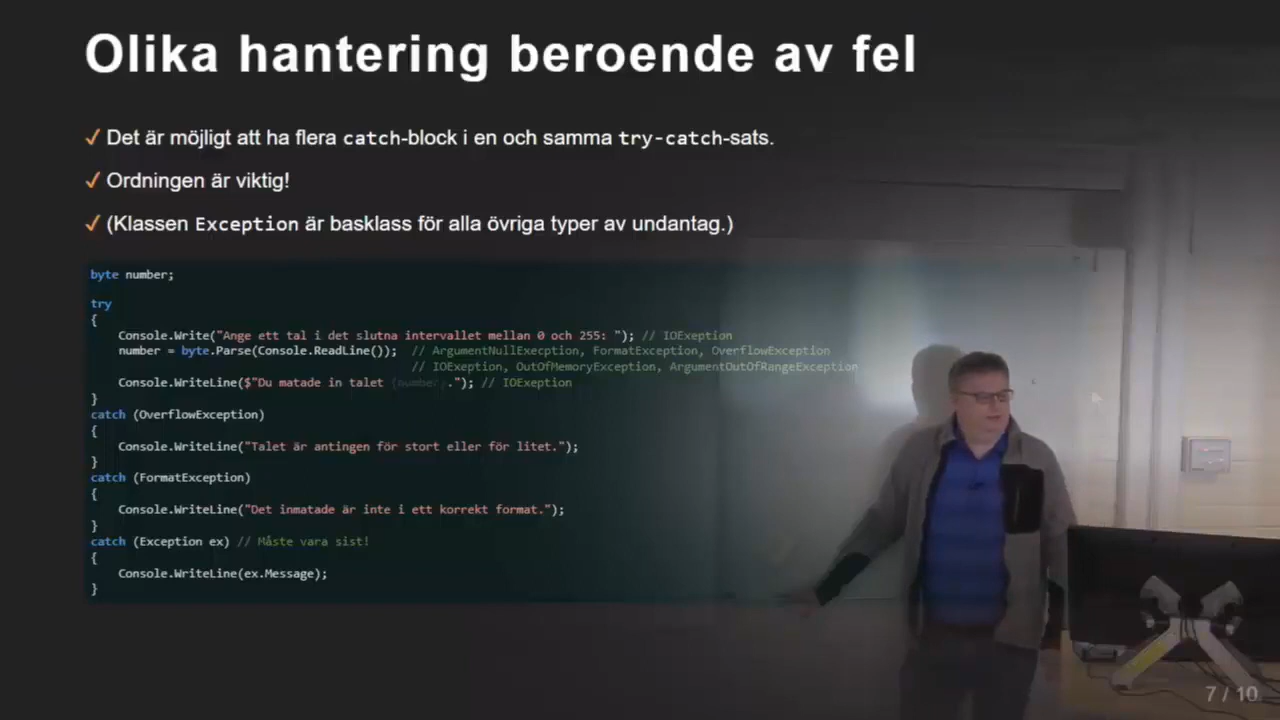 Olika hantering beroende av fel
✓ Det är möjligt att ha flera catch-block i en och samma try-catch-sats.
✓ Ordningen är viktig!
✓ (Klassen Exception är basklass för alla övriga typer av undantag.)
byte number;
try
{
Console.Write("Ange ett tal i det slutna intervallet mellan 0 och 255: "); // IOExeption
number = byte.Parse(Console.ReadLine()); // ArgumentNullExecption, FormatException, OverflowException
// IOExeption, OutOfMemoryException, ArgumentOutOfRangeException
Console.WriteLine($"Du matade in talet {number}."); // IOExeption
}
catch (OverflowException)
{
Console.WriteLine("Talet är antingen för stort eller för litet.");
}
catch (FormatException)
{
Console.WriteLine("Det inmatade är inte i ett korrekt format.");
}
catch (Exception ex) // Måste vara sist!
{
Console.WriteLine(ex.Message);
}
7 / 10